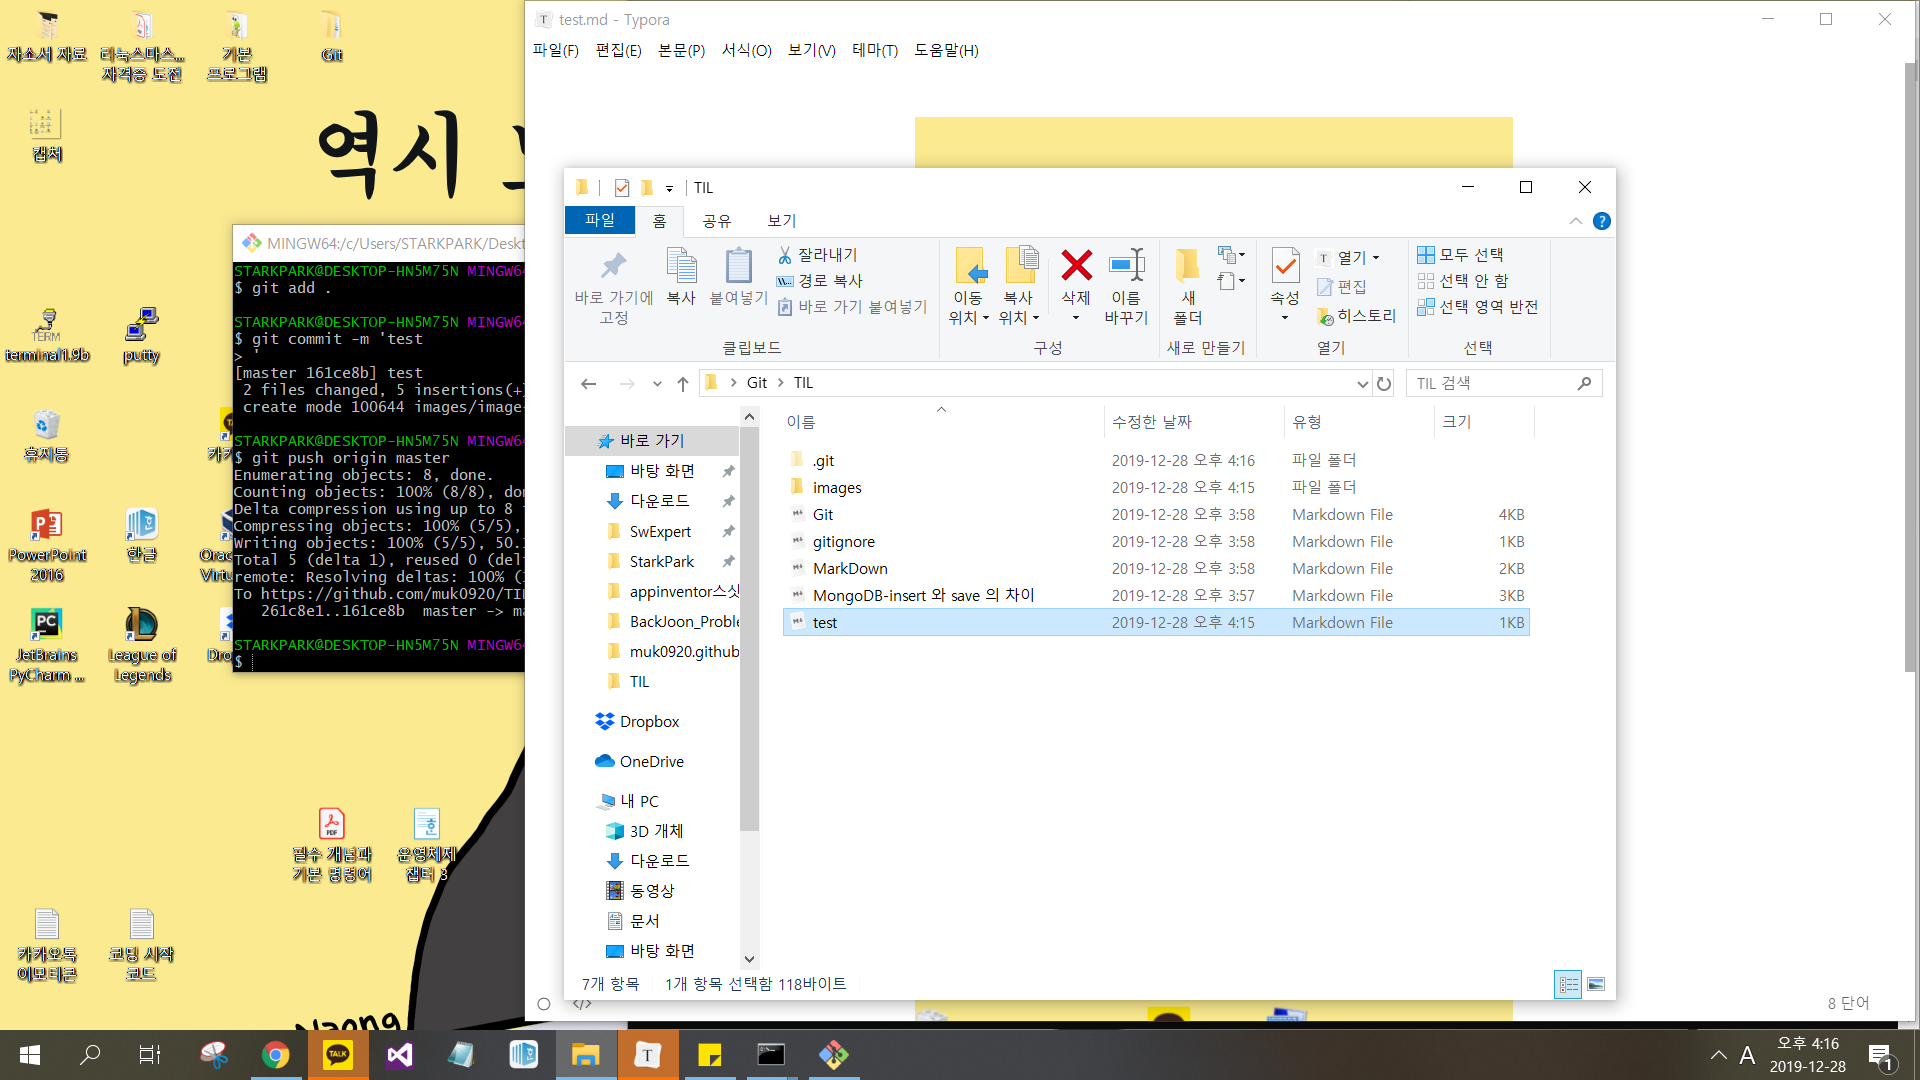 자소서 자료
리눅스마스...
자격증 도전
기본
프로그램
Git
캡처
역시
terminal1.9b
putty
휴지통
PowerPoint
2016
한글
JetBrains
PyCharm ...
League of
Legends
필수 개념과
기본 명령어
운영체제
챕터 3
카카오톡
이모티콘
코딩 시작
코드
MINGW64:/c/Users/STARKPARK/Deskt
STARKPARK@DESKTOP-HN5M75N MINGW64
$ git add .
STARKPARK@DESKTOP-HN5M75N MINGW64
$ git commit -m 'test
> '
[master 161ce8b] test
2 files changed, 5 insertions(+)
create mode 100644 images/image-
STARKPARK@DESKTOP-HN5M75N MINGW64
$ git push origin master
Enumerating objects: 8, done.
Counting objects: 100% (8/8), don
Delta compression using up to 8
Compressing objects: 100% (5/5),
Writing objects: 100% (5/5), 50.
Total 5 (delta 1), reused 0 (del
remote: Resolving deltas: 100% (
To https://github.com/muk0920/TIL
261c8e1..161ce8b master -> ma
STARKPARK@DESKTOP-HN5M75N MINGW64
$
test.md - Typora
파일(F) 편집(E) 본문(P) 서식(O) 보기(V) 테마(T) 도움말(H)
TIL
파일 홈 공유 보기
바로 가기에
고정
복사
붙여넣기
잘라내기
경로 복사
바로 가기 붙여넣기
클립보드
이동
위치
복사
위치
삭제
이름
바꾸기
구성
새
폴더
새로 만들기
속성
열기
편집
히스토리
열기
모두 선택
선택 안 함
선택 영역 반전
선택
Git > TIL
TIL 검색
바로 가기
바탕 화면
다운로드
SwExpert
StarkPark
appinventor스싯
BackJoon_Proble
muk0920.github
TIL
Dropbox
OneDrive
내 PC
3D 개체
다운로드
동영상
문서
바탕 화면
이름 수정한 날짜 유형 크기
.git 2019-12-28 오후 4:16 파일 폴더
images 2019-12-28 오후 4:15 파일 폴더
Git 2019-12-28 오후 3:58 Markdown File 4KB
gitignore 2019-12-28 오후 3:58 Markdown File 1KB
MarkDown 2019-12-28 오후 3:58 Markdown File 2KB
MongoDB-insert 와 save 의 차이 2019-12-28 오후 3:57 Markdown File 3KB
test 2019-12-28 오후 4:15 Markdown File 1KB
7개 항목 1개 항목 선택함 118바이트
</>
8 단어
Naong
TALK
A
오후 4:16
2019-12-28
1